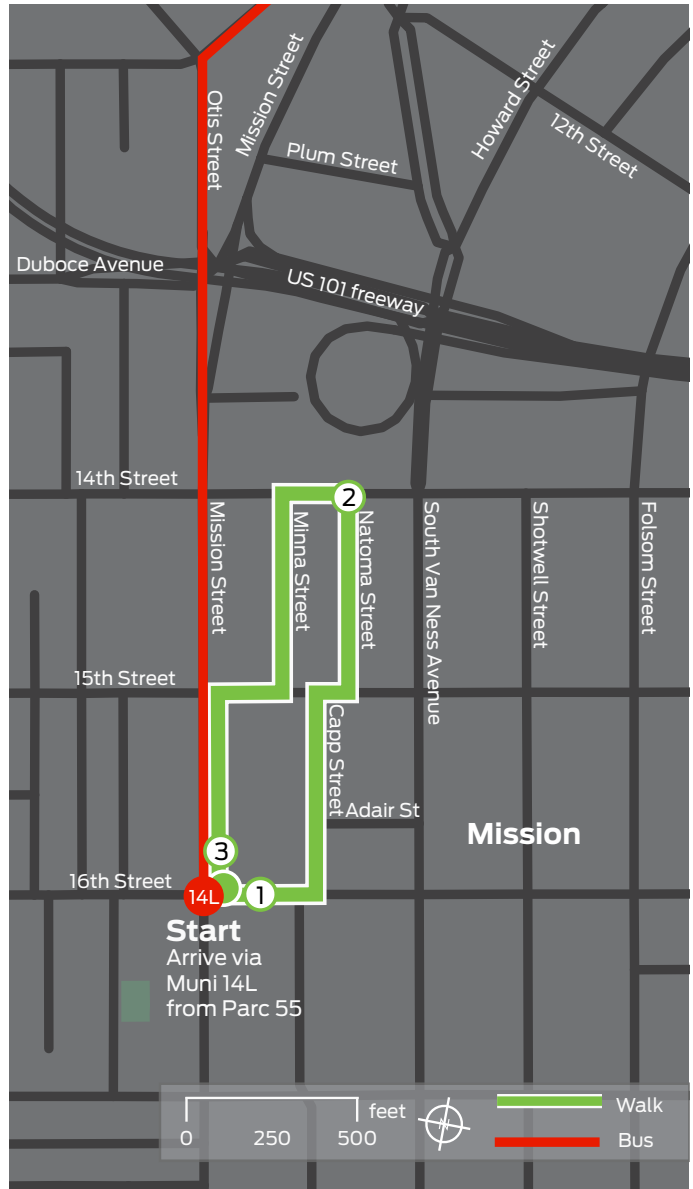 Otis Street
Mission Street
Howard Street
12th Street
Plum Street
Duboce Avenue
US 101 freeway
14th Street
2
Mission Street
Minna Street
Natoma Street
South Van Ness Avenue
Shotwell Street
Folsom Street
15th Street
Capp Street
Adair St
Mission
3
16th Street
14L
1
Start
Arrive via
Muni 14L
from Parc 55
feet
0 250 500
N
Walk
Bus